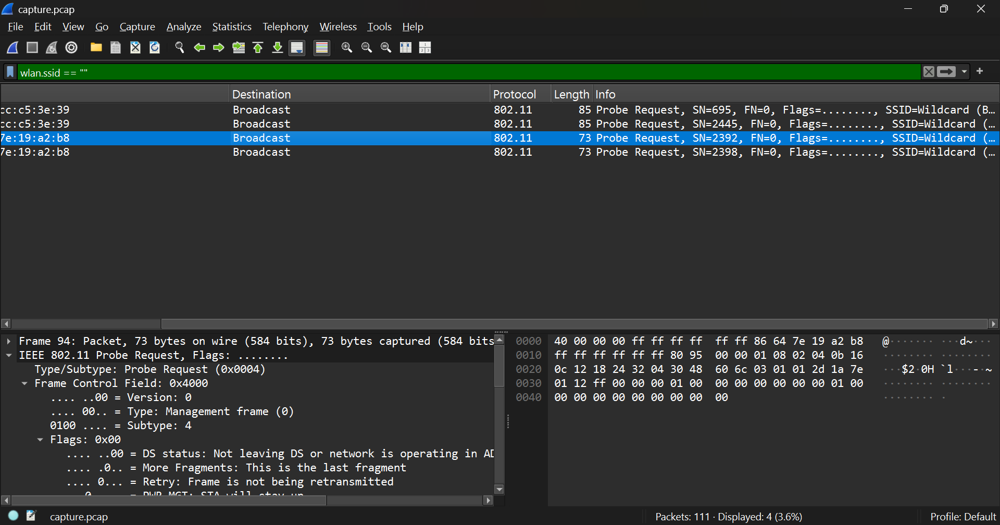 capture.pcap
File Edit View Go Capture Analyze Statistics Telephony Wireless Tools Help
wlan.ssid == ""
Destination Protocol Length Info
cc:c5:3e:39 Broadcast 802.11 85 Probe Request, SN=695, FN=0, Flags=........, SSID=Wildcard (B…
cc:c5:3e:39 Broadcast 802.11 85 Probe Request, SN=2445, FN=0, Flags=........, SSID=Wildcard (…
7e:19:a2:b8 Broadcast 802.11 73 Probe Request, SN=2392, FN=0, Flags=........, SSID=Wildcard (…
7e:19:a2:b8 Broadcast 802.11 73 Probe Request, SN=2398, FN=0, Flags=........, SSID=Wildcard (…
Frame 94: Packet, 73 bytes on wire (584 bits), 73 bytes captured (584 bits
IEEE 802.11 Probe Request, Flags: ........
Type/Subtype: Probe Request (0x0004)
Frame Control Field: 0x4000
.... ..00 = Version: 0
.... 00.. = Type: Management frame (0)
0100 .... = Subtype: 4
Flags: 0x00
.... ..00 = DS status: Not leaving DS or network is operating in AD
.... .0.. = More Fragments: This is the last fragment
.... 0... = Retry: Frame is not being retransmitted
...0 .... = PWR MGT: STA will stay up
0000 40 00 00 00 ff ff ff ff ff ff 86 64 7e 19 a2 b8 @······· ···d~···
0010 ff ff ff ff ff ff 80 95 00 00 01 08 02 04 0b 16 ········ ········
0020 0c 12 18 24 32 04 30 48 60 6c 03 01 01 2d 1a 7e ···$2·0H `l···-·~
0030 01 12 ff 00 00 00 01 00 00 00 00 00 00 00 01 00 ········ ········
0040 00 00 00 00 00 00 00 00 00 ········ ·
capture.pcap
Packets: 111 · Displayed: 4 (3.6%)
Profile: Default